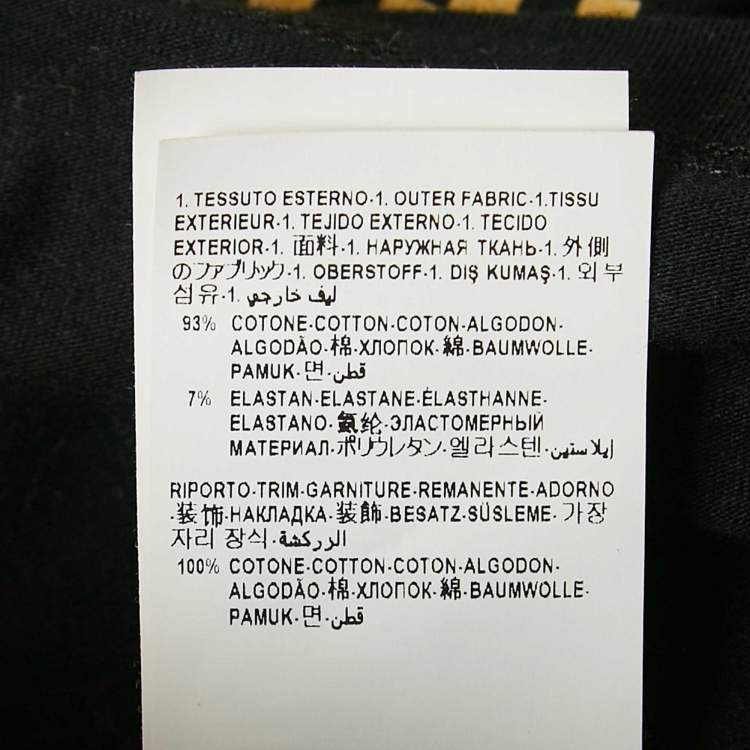 1. TESSUTO ESTERNO-1. OUTER FABRIC-1.TISSU
EXTERIEUR-1. TEJIDO EXTERNO-1. TECIDO
EXTERIOR-1. 面料-1. НАРУЖНАЯ ТКАНЬ-1. 外側
のファブリック-1. OBERSTOFF-1. DIŞ KUMAŞ-1. 외부
섬유-1. ليف خارجي
93% COTONE-COTTON-COTON-ALGODON-
ALGODÃO-棉-ХЛОПОК-綿-BAUMWOLLE-
PAMUK-면-قطن
7% ELASTAN-ELASTANE-ÉLASTHANNE-
ELASTANO-氨纶-ЭЛАСТОМЕРНЫЙ
МАТЕРИАЛ-ポリウレタン-엘라스텐-إيلاستين
RIPORTO-TRIM-GARNITURE-REMANENTE-ADORNO
-装饰-НАКЛАДКА-装飾-BESATZ-SÜSLEME-가장
자리 장식-الزركشة
100% COTONE-COTTON-COTON-ALGODON-
ALGODÃO-棉-ХЛОПОК-綿-BAUMWOLLE-
PAMUK-면-قطن